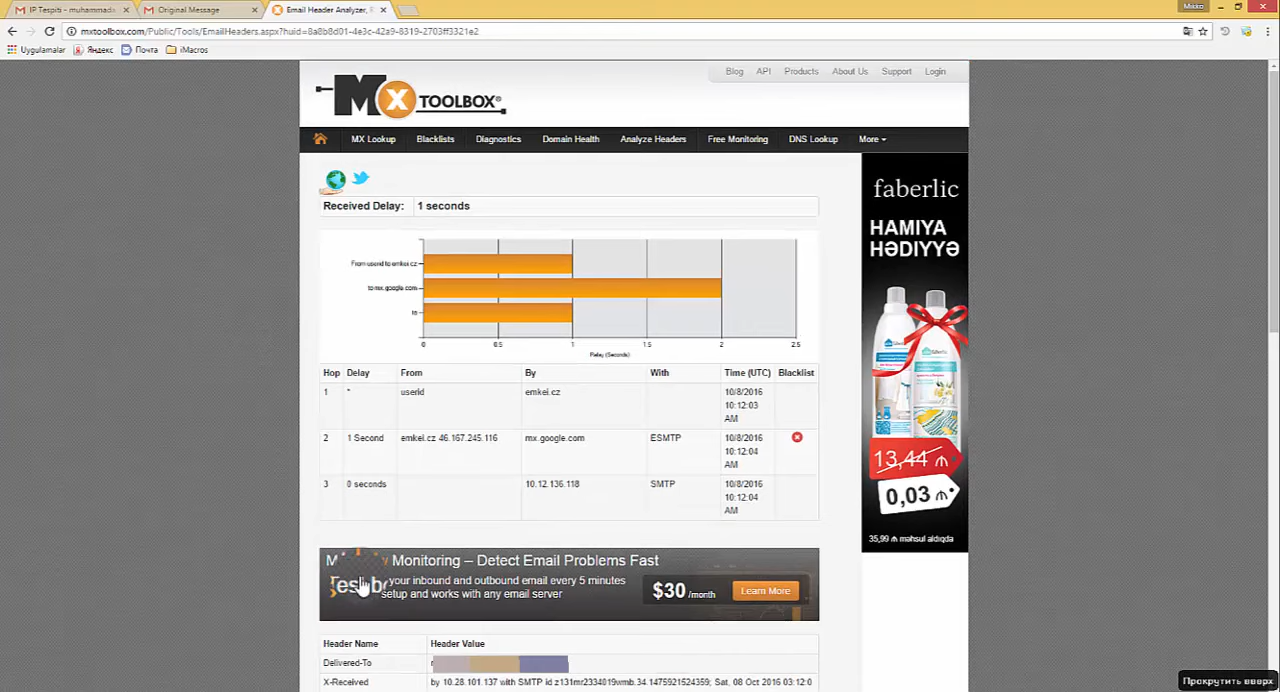 IP Tespiti - muhammad
Original Message
Email Header Analyzer, R
Mikko
mxtoolbox.com/Public/Tools/EmailHeaders.aspx?huid=8a8b8d01-4e3c-42a9-8319-2703ff3321e2
Uygulamalar Яндекс Почта iMacros
Blog API Products About Us Support Login
MX TOOLBOX®
MX Lookup Blacklists Diagnostics Domain Health Analyze Headers Free Monitoring DNS Lookup More
Received Delay: 1 seconds
From userid to emkei.cz
to mx.google.com
to
0 0.5 1 1.5 2 2.5
Delay (Seconds)
Hop Delay From By With Time (UTC) Blacklist
1 * userid emkei.cz 10/8/2016
10:12:03
AM
2 1 Second emkei.cz 46.167.245.116 mx.google.com ESMTP 10/8/2016
10:12:04
AM
3 0 seconds 10.12.136.118 SMTP 10/8/2016
10:12:04
AM
Monitoring – Detect Email Problems Fast
your inbound and outbound email every 5 minutes
setup and works with any email server
$30 /month
Learn More
Header Name Header Value
Delivered-To
X-Received by 10.28.101.137 with SMTP id z131mr2334019wmb.34.1475921524359; Sat, 08 Oct 2016 03:12:0
faberlic
HAMIYA
HƏDİYYƏ
13,44 ₼
0,03 ₼
35,99 ₼ məhsul aldıqda
Прокрутить вверх